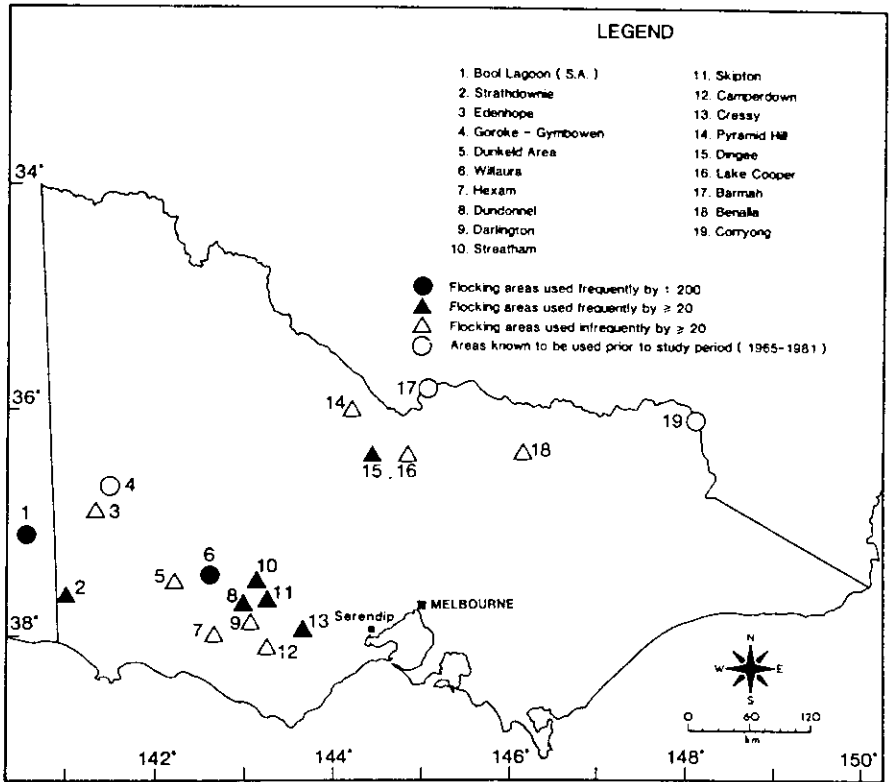 LEGEND
1. Bool Lagoon ( S.A. )
2. Strathdownie
3 Edenhope
4 Goroke - Gymbowen
5 Dunkeld Area
6 Willaura
7 Hexam
8 Dundonnel
9 Darlington
10 Streatham
11. Skipton
12 Camperdown
13 Cressy
14 Pyramid Hill
15 Dingee
16 Lake Cooper
17 Barmah
18 Benalla
19 Corryong
Flocking areas used frequently by ± 200
Flocking areas used frequently by ≥ 20
Flocking areas used infrequently by ≥ 20
Areas known to be used prior to study period ( 1965-1981 )
34°
36°
38°
1
2
3
4
5
6
7
8
9
10
11
12
13
14
15
16
17
18
19
Serendip
MELBOURNE
N
W
E
S
0 60 120
km
142° 144° 146° 148° 150°